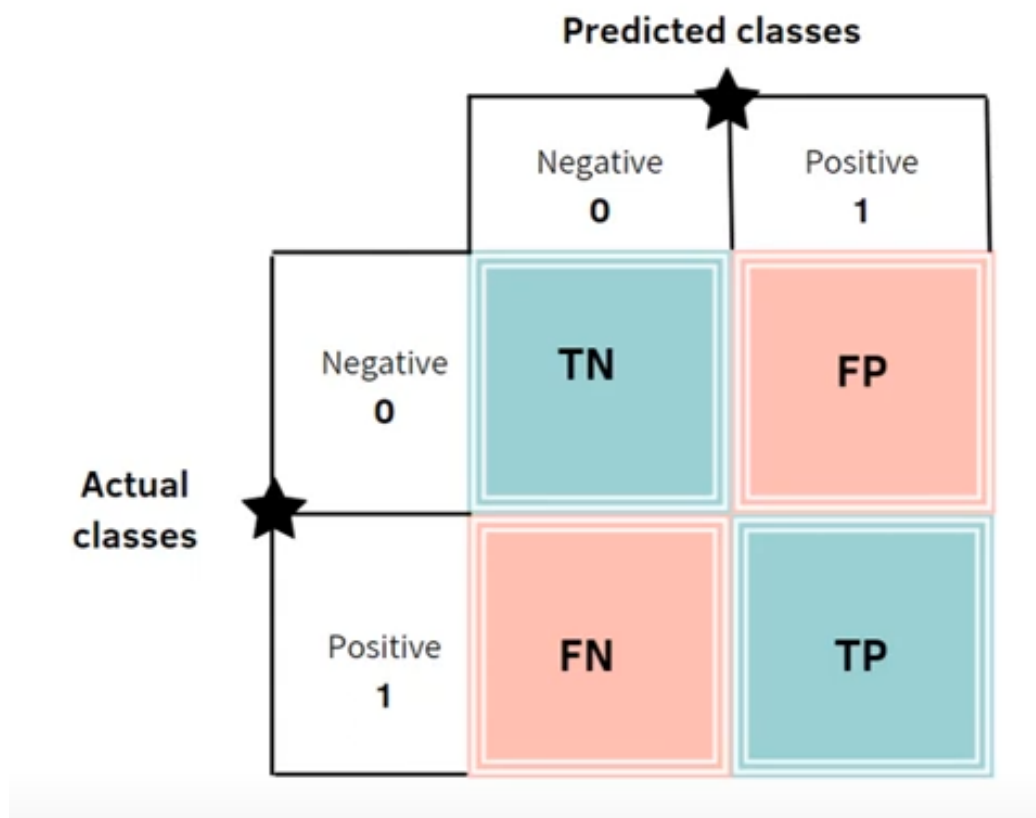 Predicted classes
Negative
Positive
0
1
Negative
0
TN
FP
Actual
classes
Positive
1
FN
TP